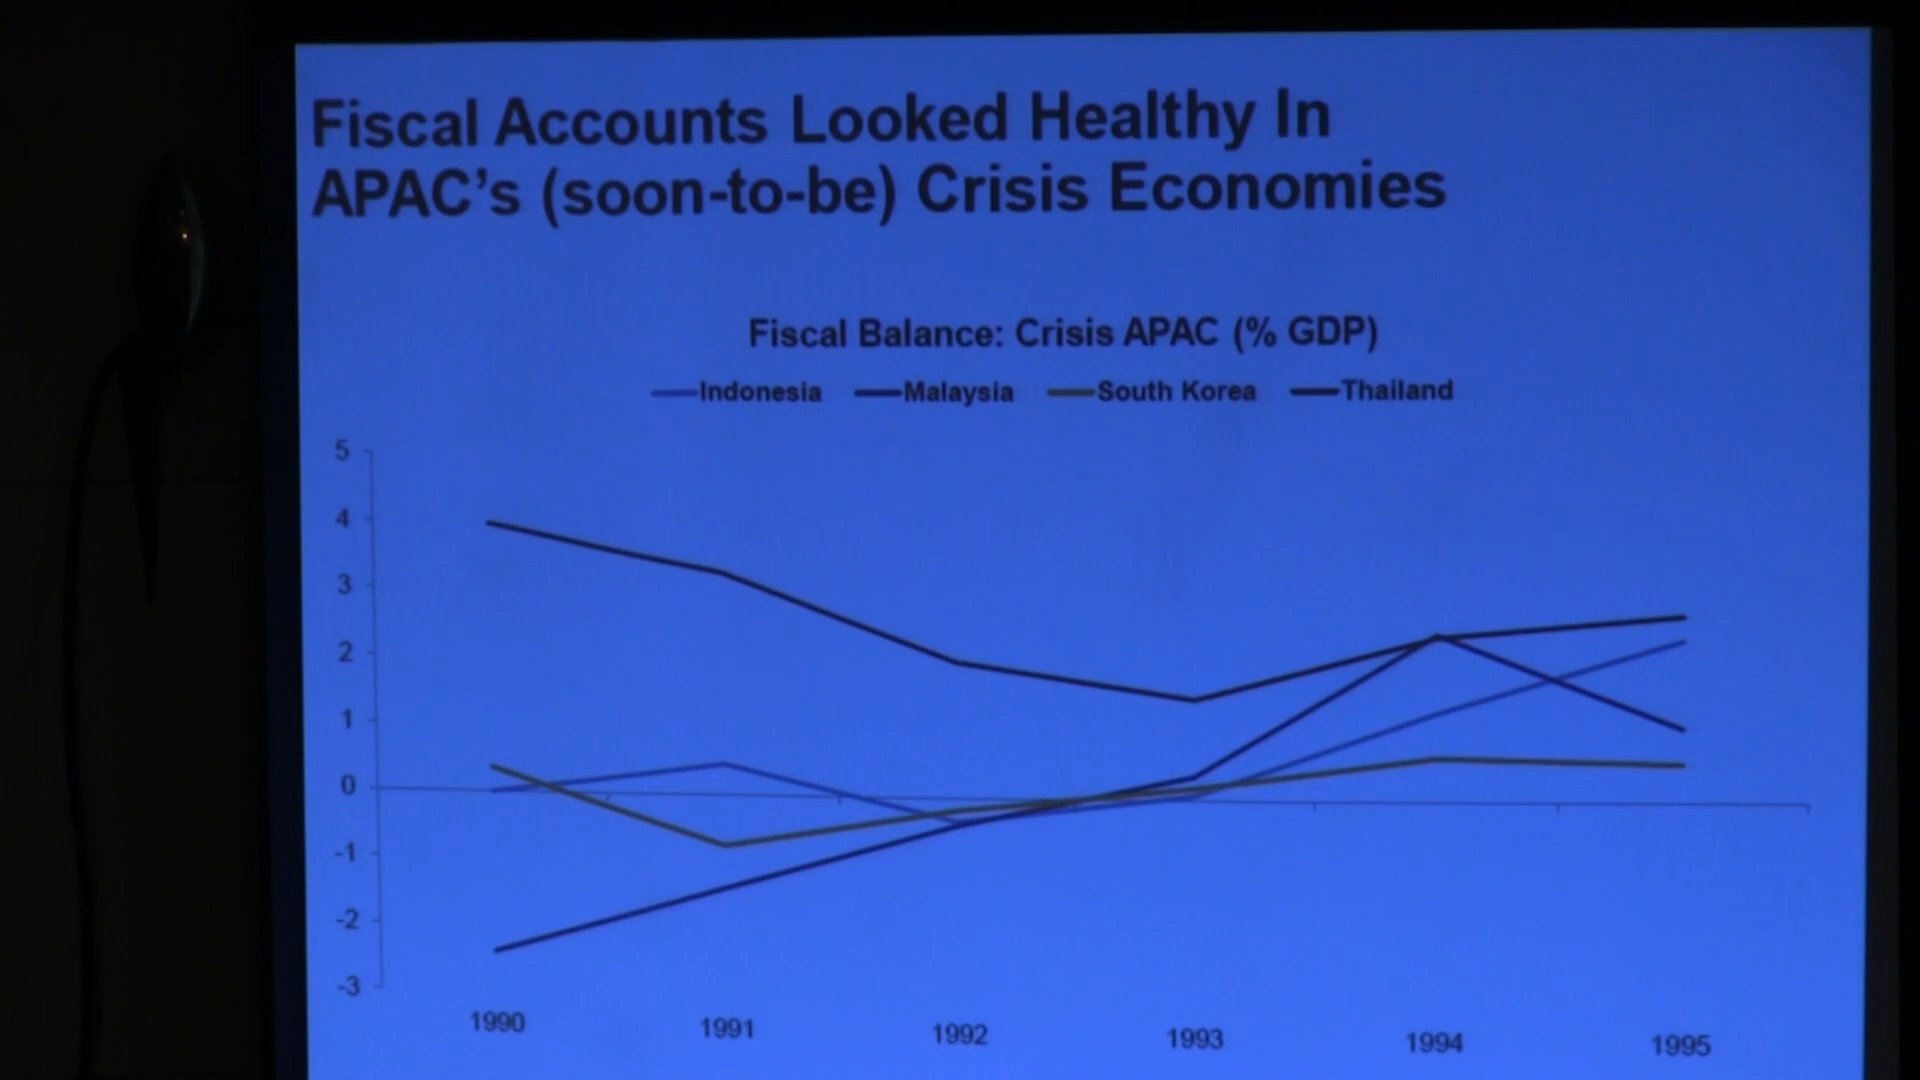 Fiscal Accounts Looked Healthy In
APAC's (soon-to-be) Crisis Economies
Fiscal Balance: Crisis APAC (% GDP)
Indonesia Malaysia South Korea Thailand
5
4
3
2
1
0
-1
-2
-3
1990 1991 1992 1993 1994 1995